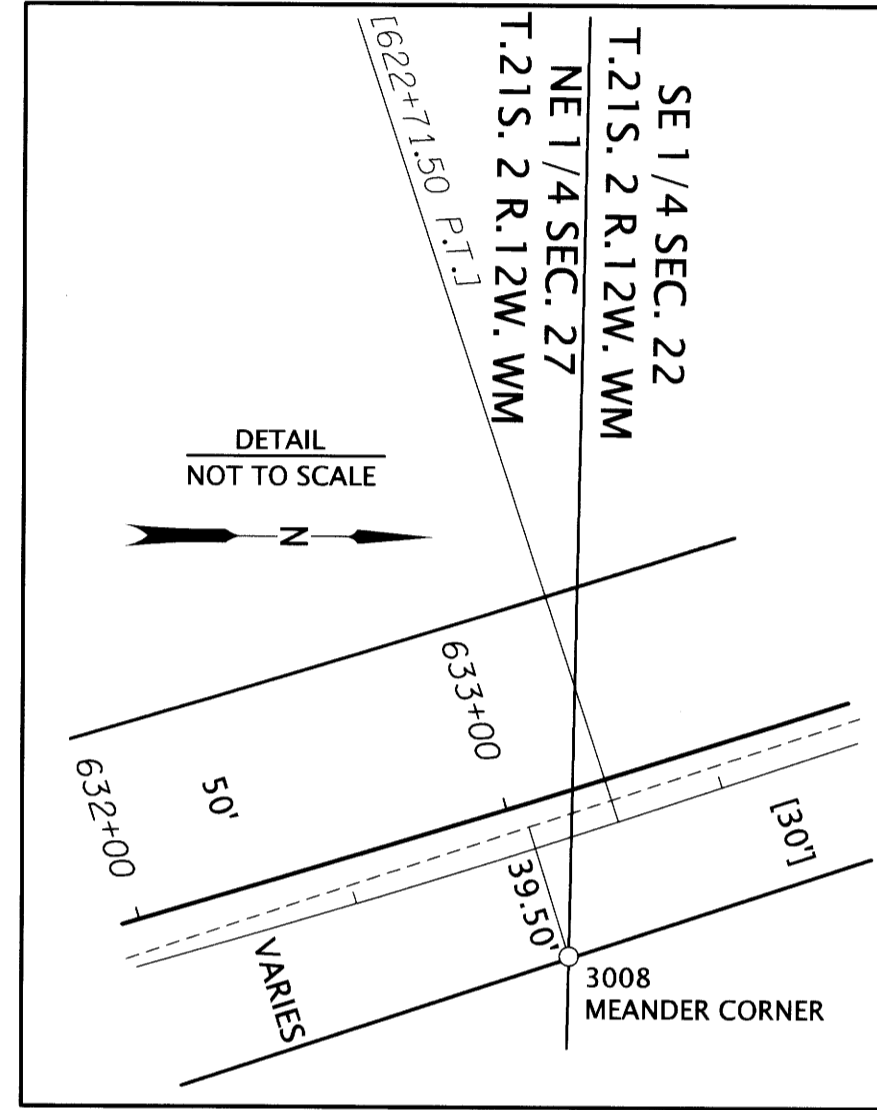 SE 1/4 SEC. 22
T.21S. 2 R.12W. WM
NE 1/4 SEC. 27
T.21S. 2 R.12W. WM
[622+71.50 P.T.]
DETAIL
NOT TO SCALE
N
633+00
632+00
50'
[30']
39.50'
VARIES
3008
MEANDER CORNER